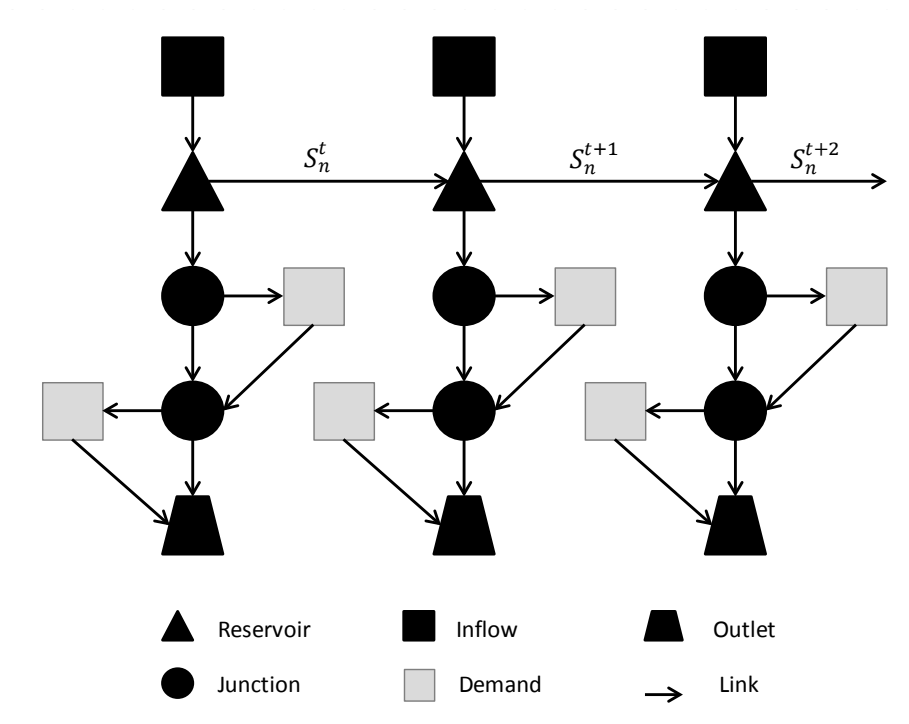 $S_n^t$
$S_n^{t+1}$
$S_n^{t+2}$
Reservoir
Inflow
Outlet
Junction
Demand
Link